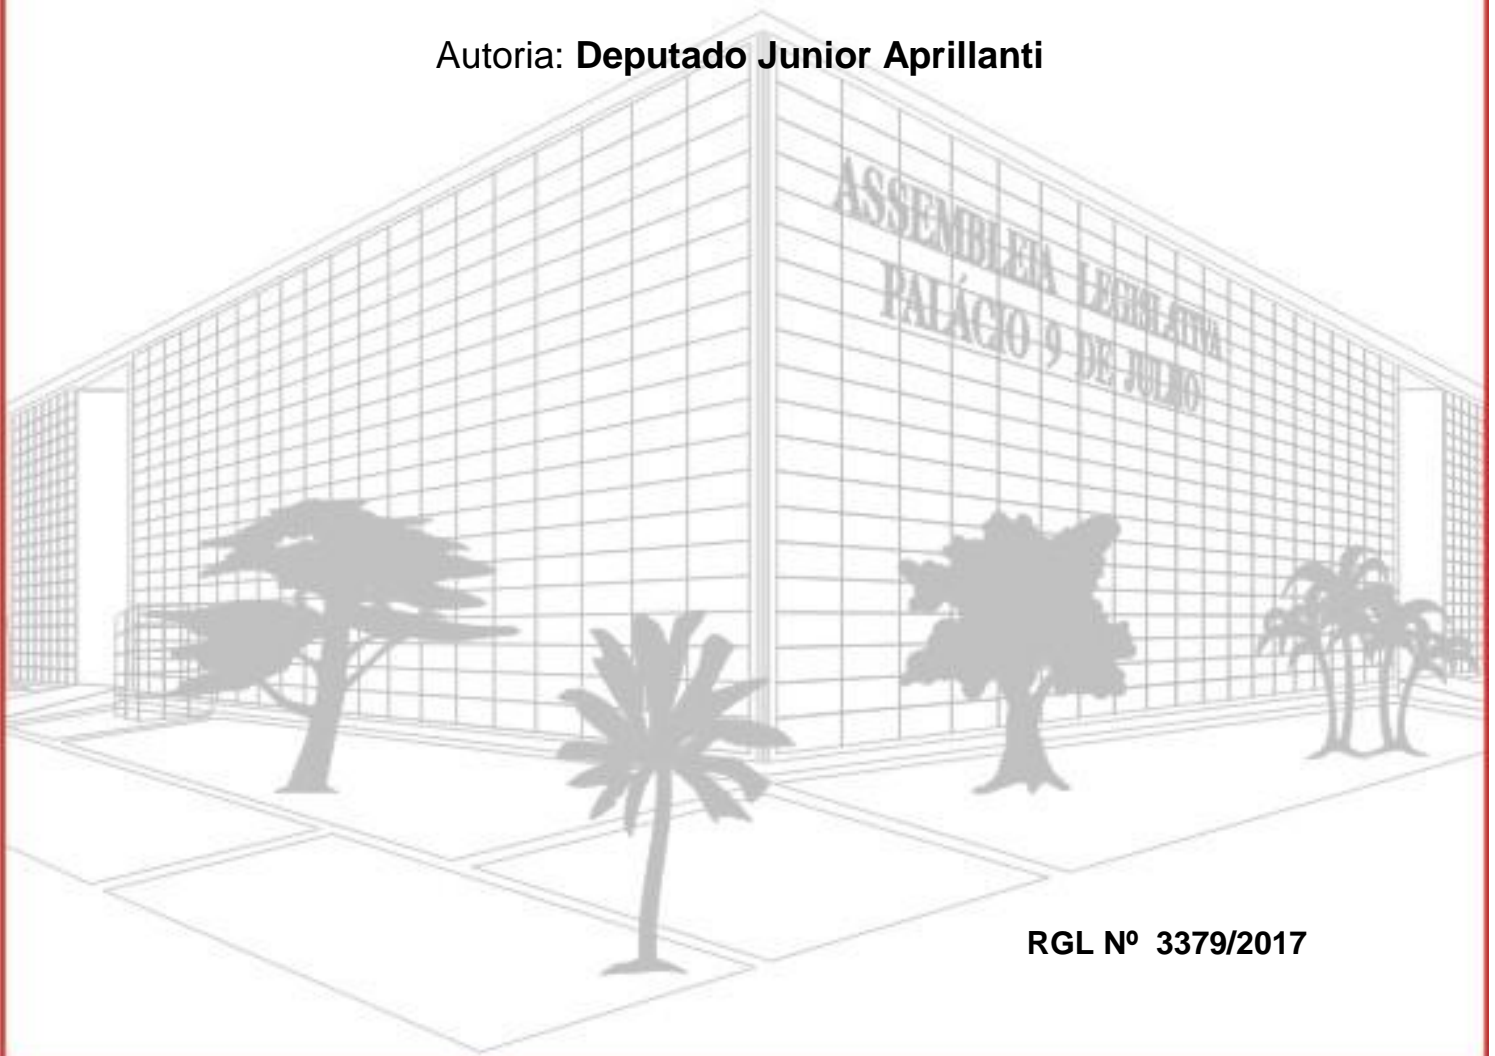 Autoria: Deputado Junior Aprillanti
ASSEMBLEIA LEGISLATIVA
PALÁCIO 9 DE JULHO
RGL Nº 3379/2017